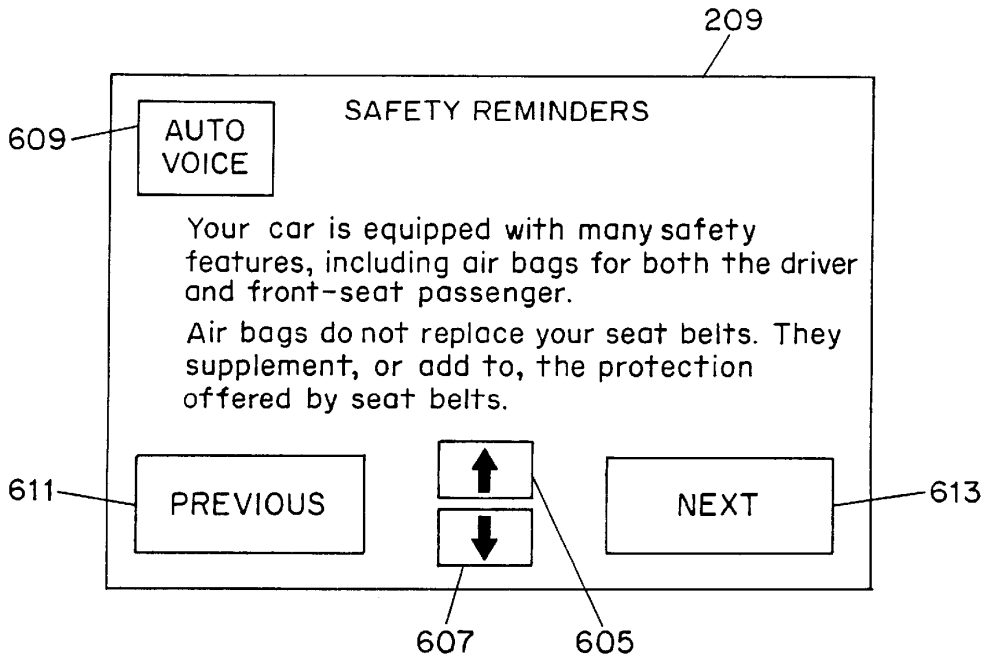 209
SAFETY REMINDERS
609
AUTO
VOICE
Your car is equipped with many safety
features, including air bags for both the driver
and front-seat passenger.
Air bags do not replace your seat belts. They
supplement, or add to, the protection
offered by seat belts.
611
PREVIOUS
NEXT
613
607
605